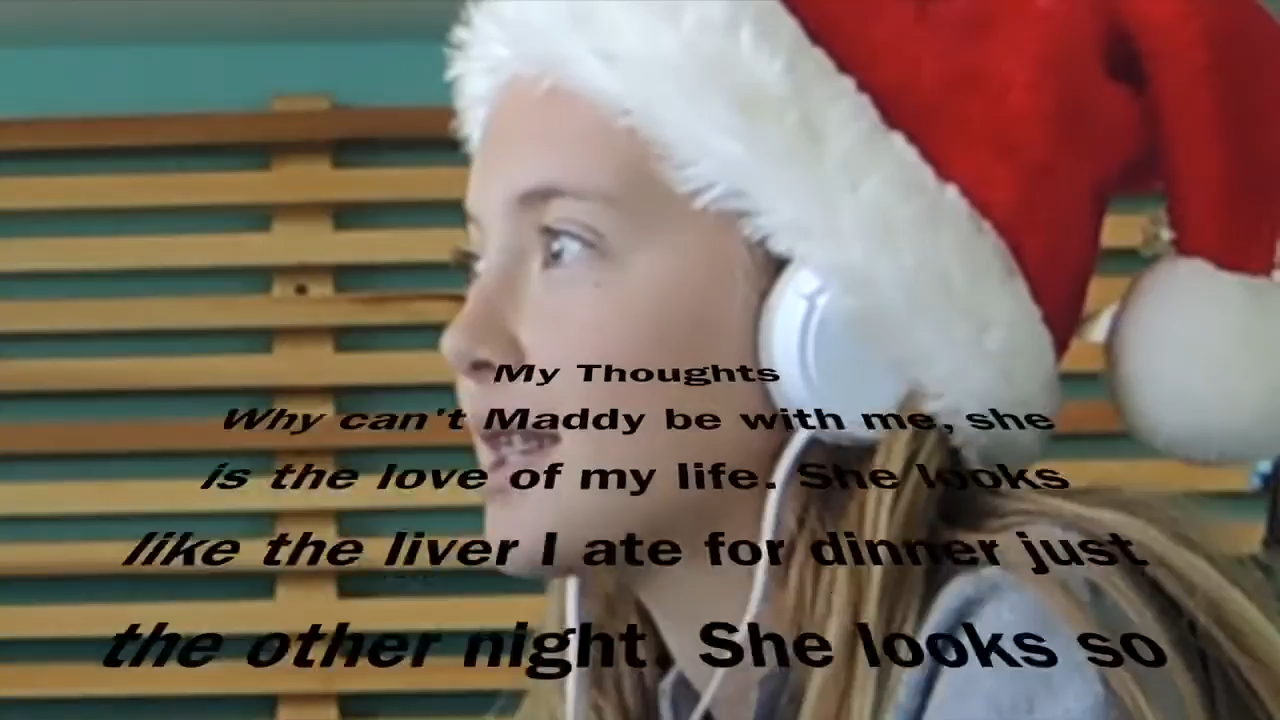 My Thoughts
Why can't Maddy be with me, she
is the love of my life. She looks
like the liver I ate for dinner just
the other night. She looks so